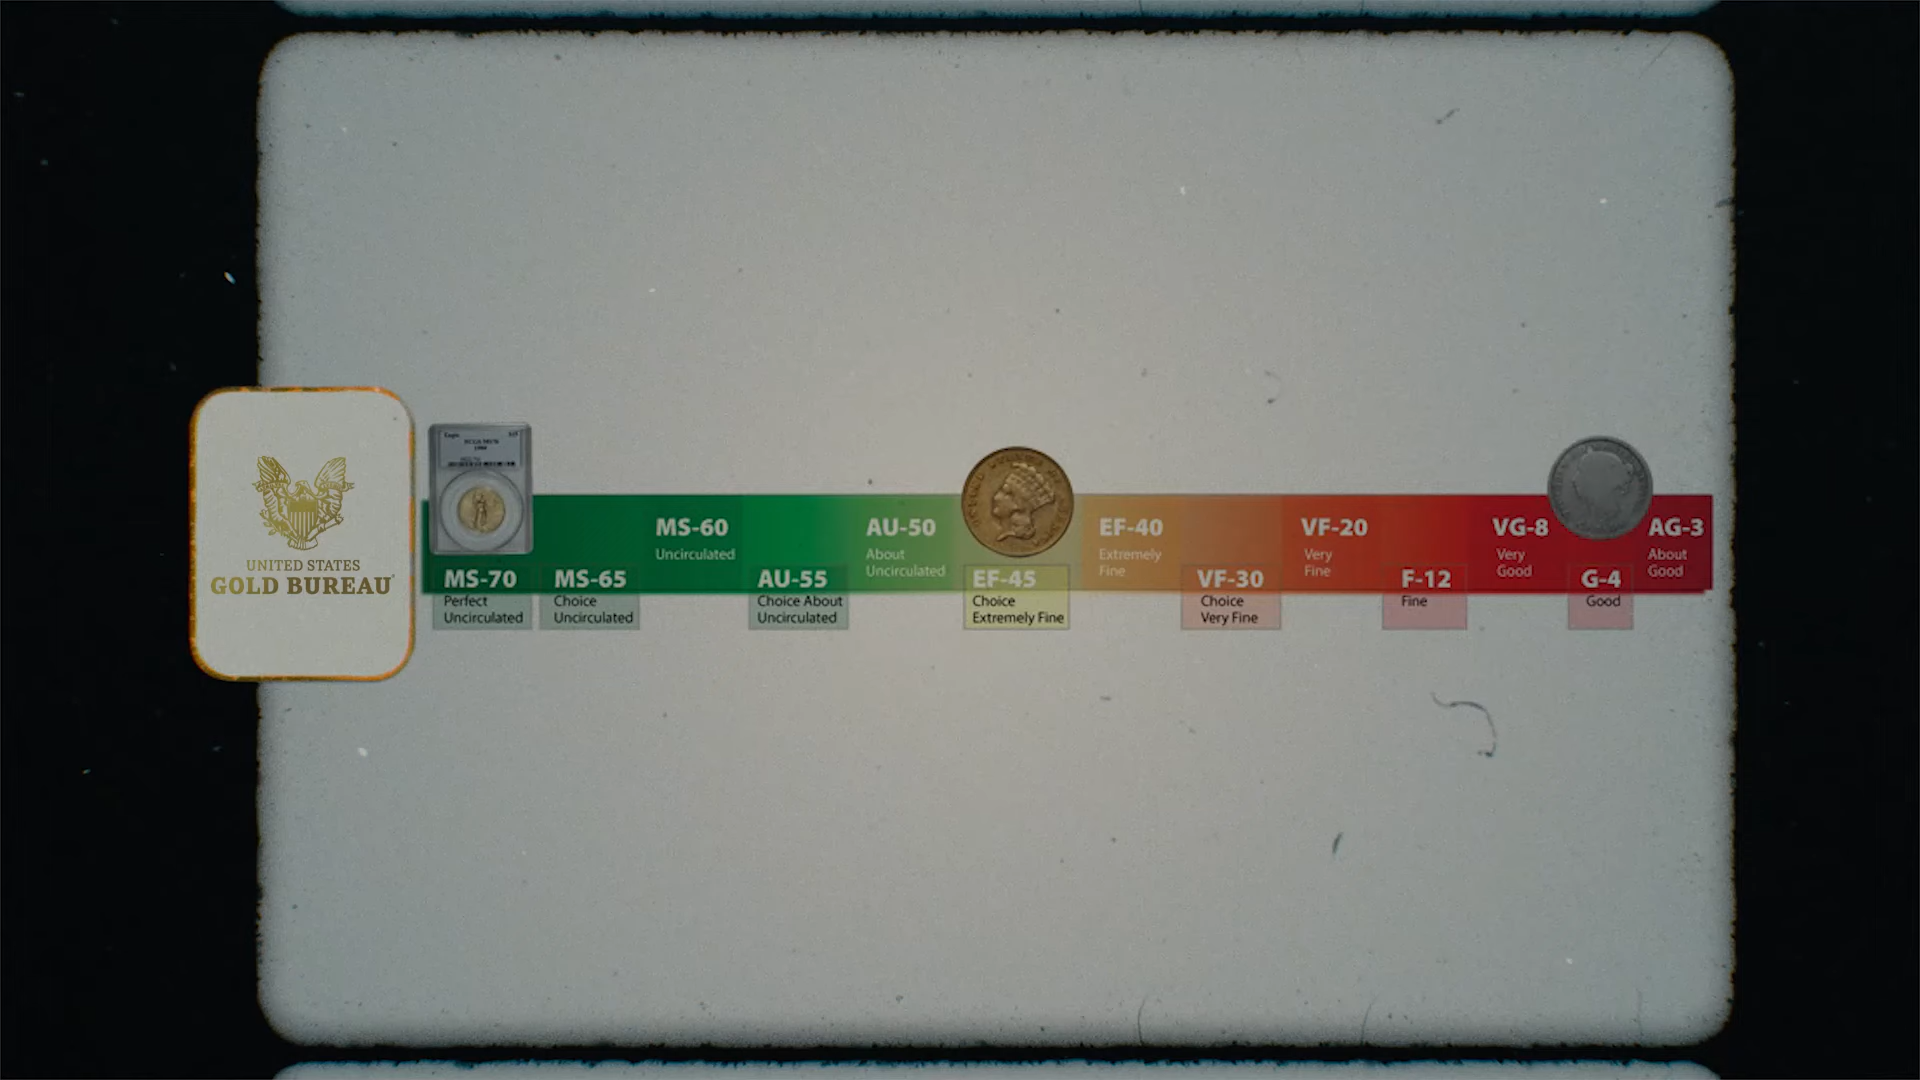 UNITED STATES
GOLD BUREAU
MS-70
Perfect
Uncirculated
MS-65
Choice
Uncirculated
MS-60
Uncirculated
AU-55
Choice About
Uncirculated
AU-50
About
Uncirculated
EF-45
Choice
Extremely Fine
EF-40
Extremely
Fine
VF-30
Choice
Very Fine
VF-20
Very
Fine
F-12
Fine
VG-8
Very
Good
G-4
Good
AG-3
About
Good